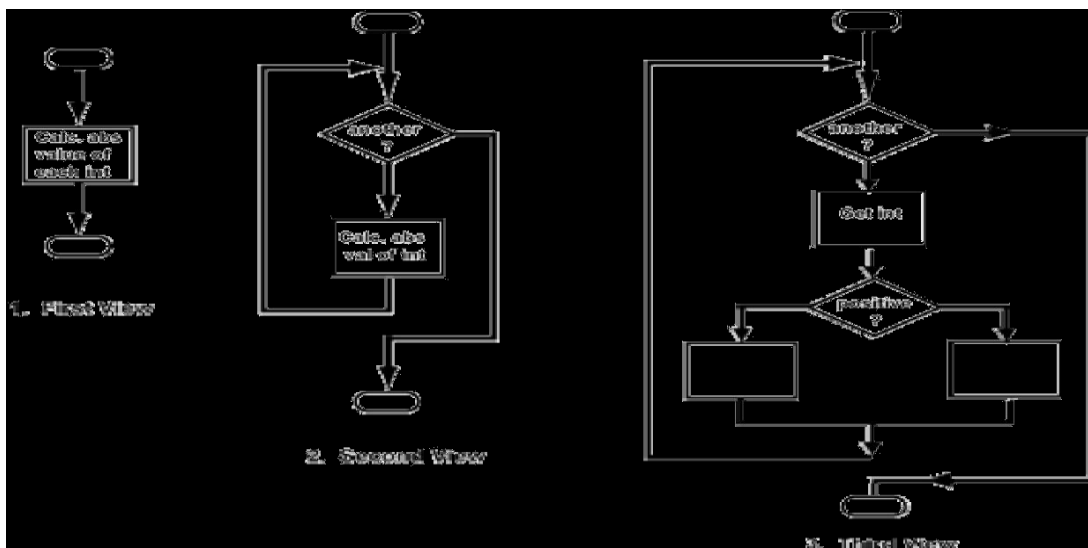 Calc. abs
value of
each int
1. First View
another
?
Calc. abs
val of int
2. Second View
another
?
Get int
positive
?
3. Third View